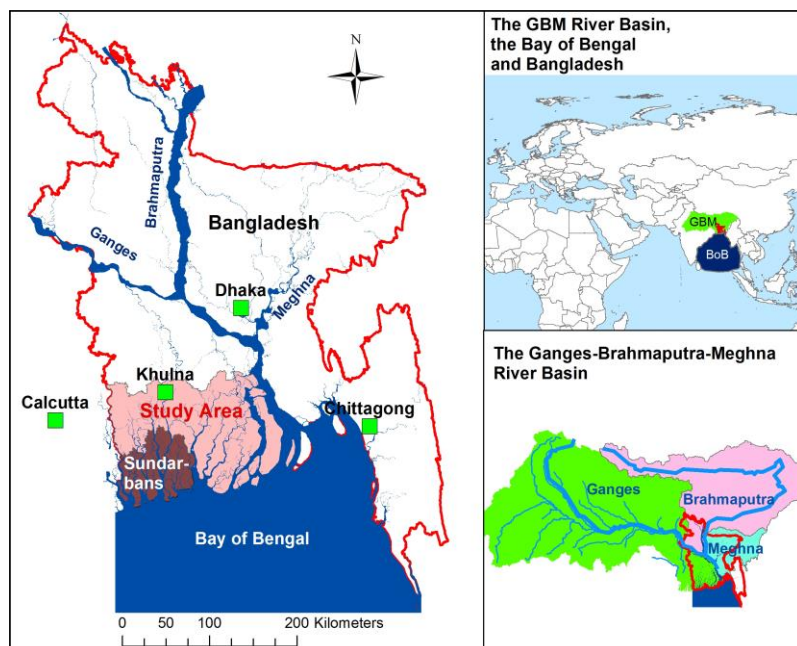 N
Brahmaputra
Ganges
Bangladesh
Dhaka
Meghna
Khulna
Calcutta
Study Area
Chittagong
Sundar-
bans
Bay of Bengal
0 50 100 200 Kilometers
The GBM River Basin,
the Bay of Bengal
and Bangladesh
GBM
BoB
The Ganges-Brahmaputra-Meghna
River Basin
Ganges
Brahmaputra
Meghna